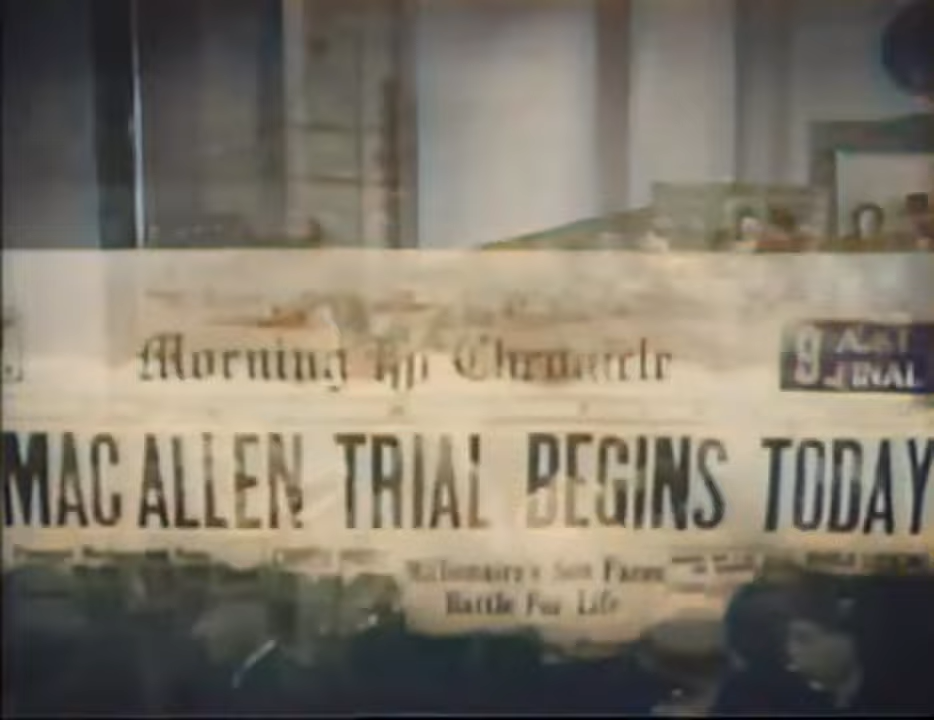 Morning Chronicle
9 FINAL
MAC ALLEN TRIAL BEGINS TODAY
Millionaire's Son Faces
Battle For Life